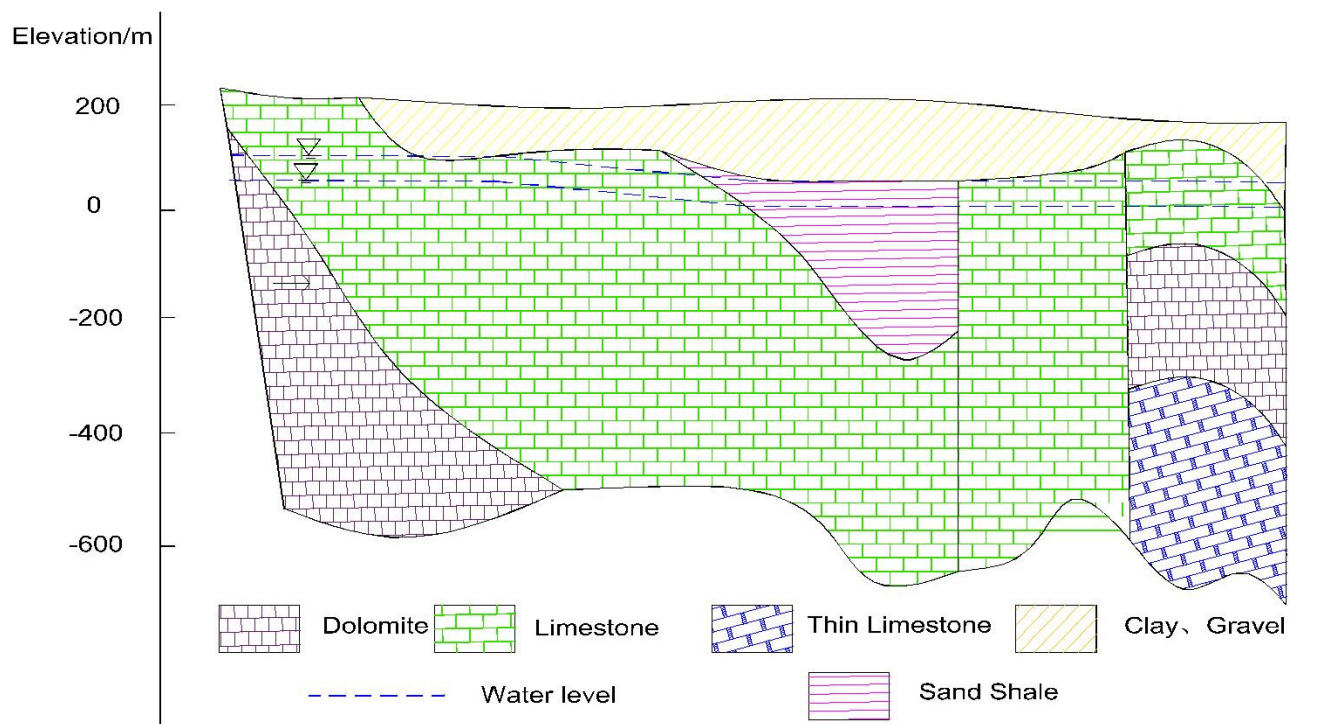 Elevation/m
200
0
-200
-400
-600
Dolomite
Limestone
Thin Limestone
Clay、Gravel
Water level
Sand Shale